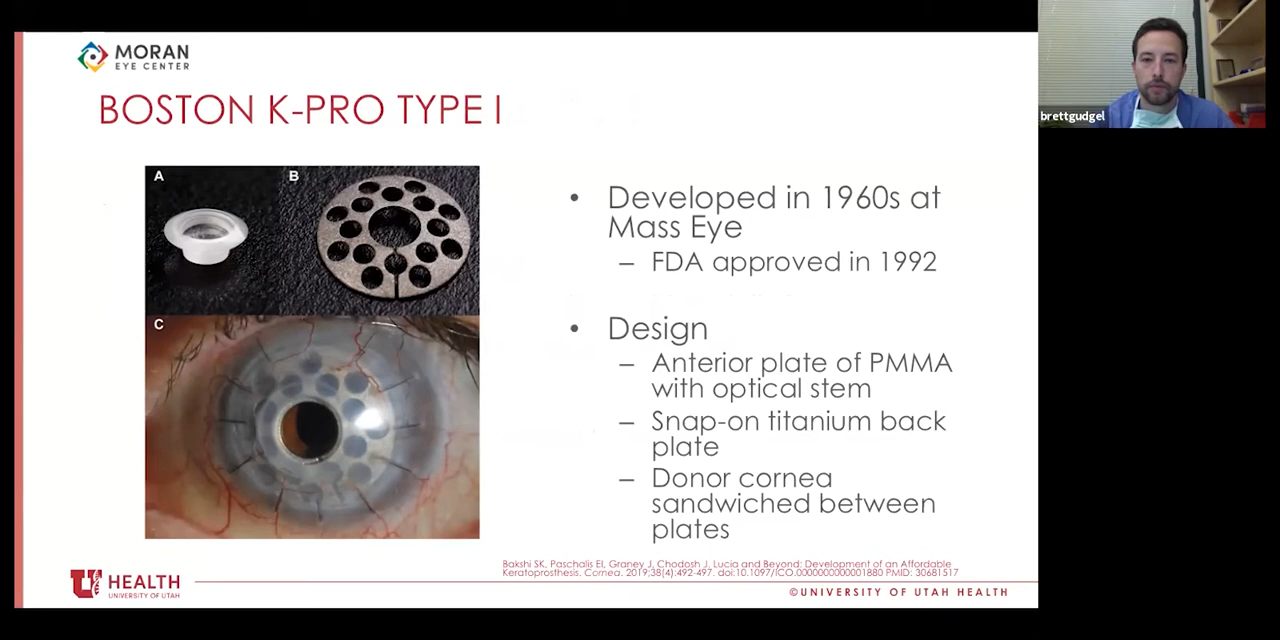 MORAN
EYE CENTER
BOSTON K-PRO TYPE I
brettgudgel
A
B
C
• Developed in 1960s at
Mass Eye
– FDA approved in 1992
• Design
– Anterior plate of PMMA
with optical stem
– Snap-on titanium back
plate
– Donor cornea
sandwiched between
plates
Bakshi SK, Paschalis EI, Graney J, Chodosh J. Lucia and Beyond: Development of an Affordable
Keratoprosthesis. Cornea. 2019;38(4):492-497. doi:10.1097/ICO.0000000000001880 PMID: 30681517
U HEALTH
UNIVERSITY OF UTAH
©UNIVERSITY OF UTAH HEALTH